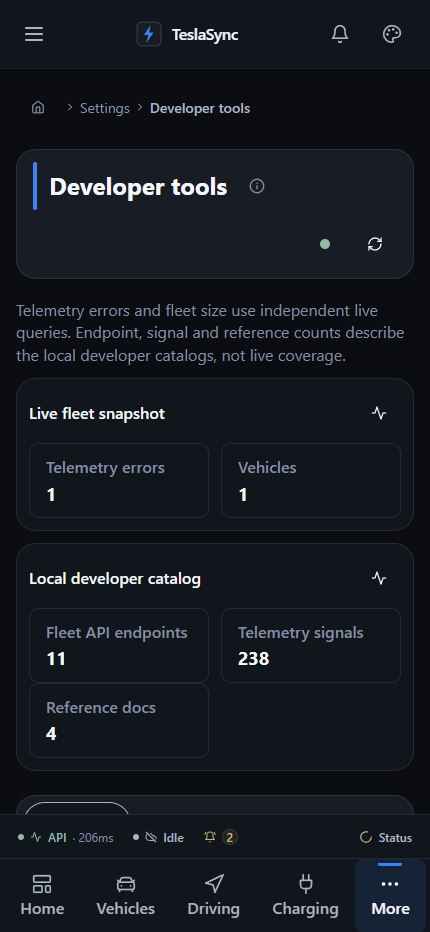 TeslaSync
Settings
Developer tools
Developer tools
Telemetry errors and fleet size use independent live
queries. Endpoint, signal and reference counts describe
the local developer catalogs, not live coverage.
Live fleet snapshot
Telemetry errors
1
Vehicles
1
Local developer catalog
Fleet API endpoints
11
Telemetry signals
238
Reference docs
4
API · 206ms
Idle
2
Status
Home
Vehicles
Driving
Charging
More